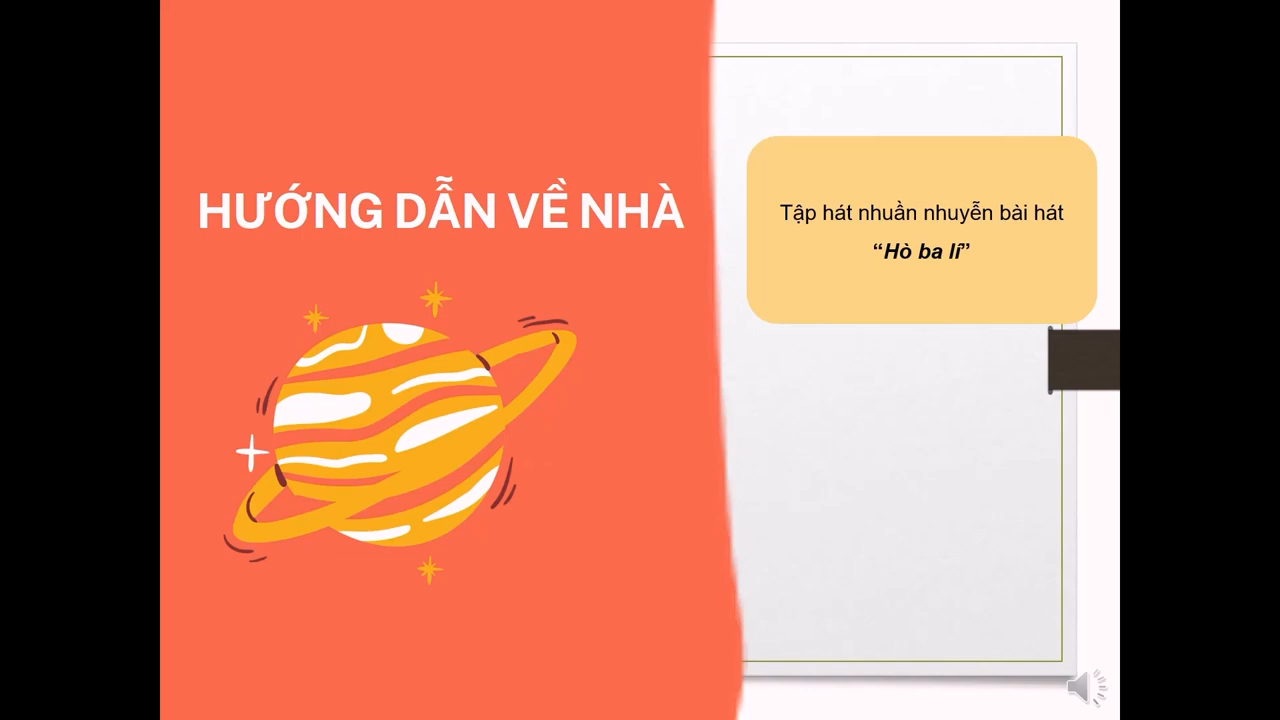 HƯỚNG DẪN VỀ NHÀ
Tập hát nhuần nhuyễn bài hát
“Hò ba lí”